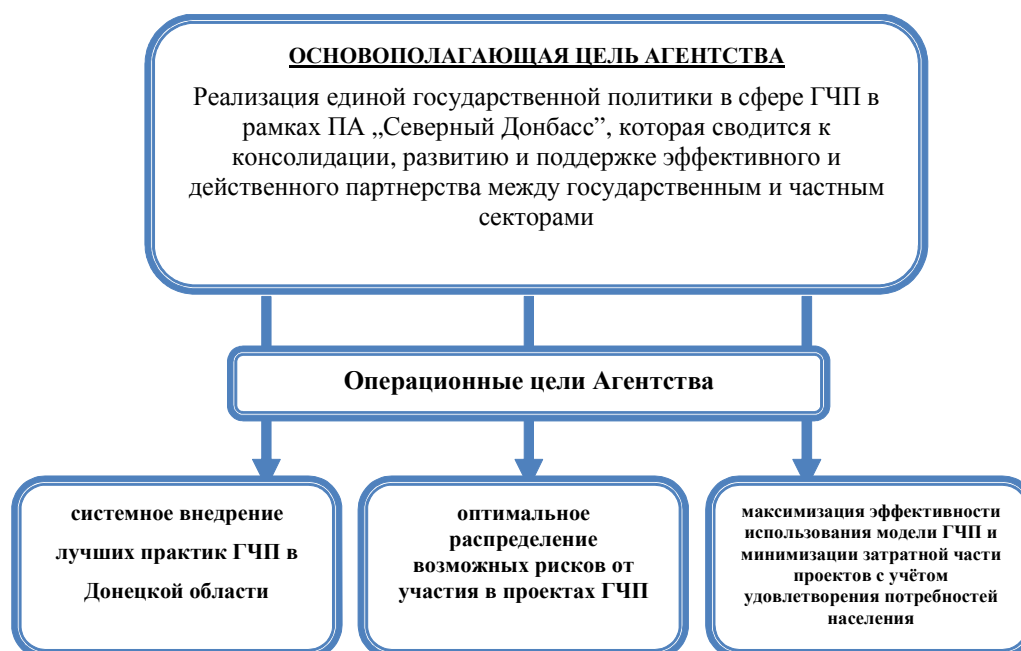 ОСНОВОПОЛАГАЮЩАЯ ЦЕЛЬ АГЕНТСТВА
Реализация единой государственной политики в сфере ГЧП в
рамках ПА „Северный Донбасс”, которая сводится к
консолидации, развитию и поддержке эффективного и
действенного партнерства между государственным и частным
секторами
Операционные цели Агентства
системное внедрение
лучших практик ГЧП в
Донецкой области
оптимальное
распределение
возможных рисков от
участия в проектах ГЧП
максимизация эффективности
использования модели ГЧП и
минимизации затратной части
проектов с учётом
удовлетворения потребностей
населения